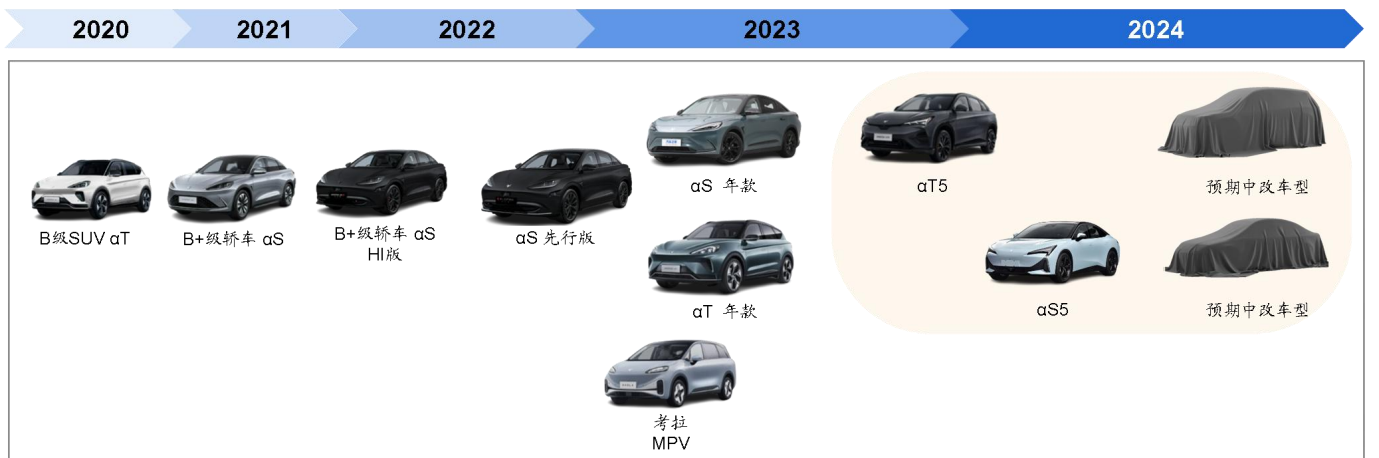 2020 2021 2022 2023 2024
B级SUV αT
B+级轿车 αS
B+级轿车 αS
HI版
αS 先行版
αS 年款
αT 年款
考拉
MPV
αT5
αS5
预期中改车型
预期中改车型